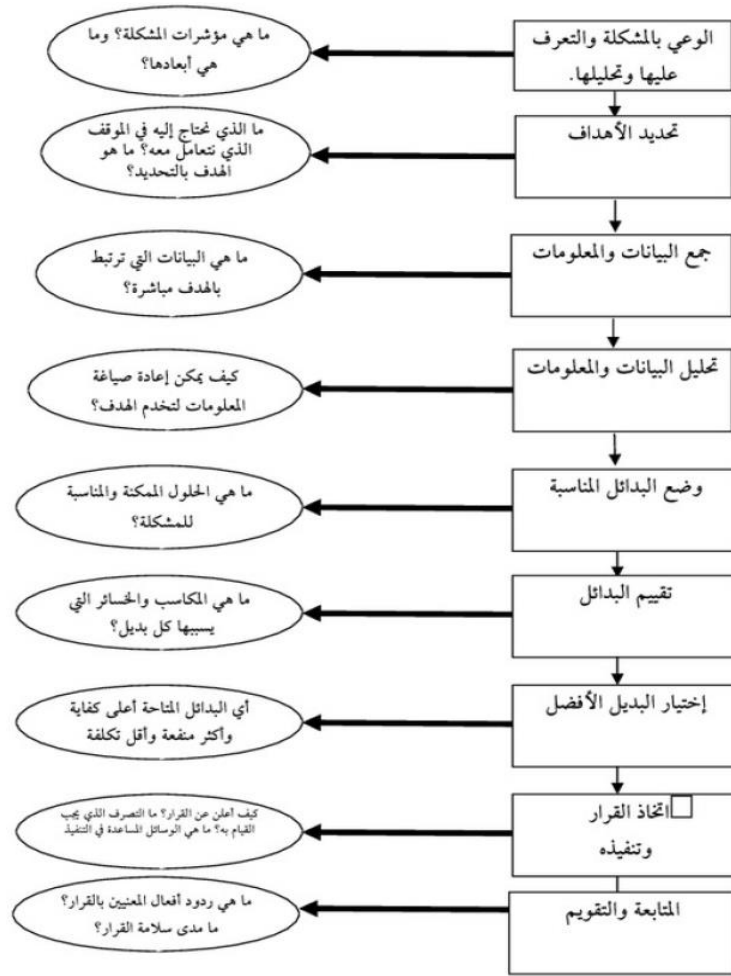 الوعي بالمشكلة والتعرف
عليها وتحليلها.
ما هي مؤشرات المشكلة؟ وما
هي أبعادها؟
تحديد الأهداف
ما الذي نحتاج إليه في الموقف
الذي نتعامل معه؟ ما هو
الهدف بالتحديد؟
جمع البيانات والمعلومات
ما هي البيانات التي ترتبط
بالهدف مباشرة؟
تحليل البيانات والمعلومات
كيف يمكن إعادة صياغة
المعلومات لتخدم الهدف؟
وضع البدائل المناسبة
ما هي الحلول الممكنة والمناسبة
للمشكلة؟
تقييم البدائل
ما هي المكاسب والخسائر التي
يسببها كل بديل؟
إختيار البديل الأفضل
أي البدائل المتاحة أعلى كفاية
وأكثر منفعة وأقل تكلفة
اتخاذ القرار
وتنفيذه
كيف أعلن عن القرار؟ ما التصرف الذي يجب
القيام به؟ ما هي الوسائل المساعدة في التنفيذ
المتابعة والتقويم
ما هي ردود أفعال المعنيين بالقرار؟
ما مدى سلامة القرار؟